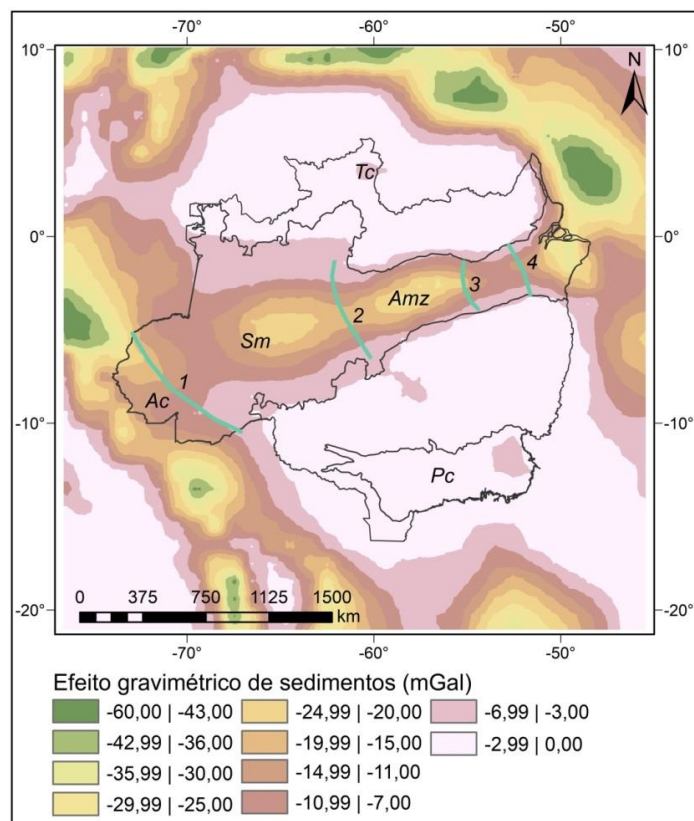 -70° -60° -50°
10° 10°
N
Tc
0° 0°
4
3
Amz
2
Sm
1
Ac
-10° -10°
Pc
0 375 750 1125 1500
km
-20° -20°
-70° -60° -50°
Efeito gravimétrico de sedimentos (mGal)
-60,00 | -43,00 -24,99 | -20,00 -6,99 | -3,00
-42,99 | -36,00 -19,99 | -15,00 -2,99 | 0,00
-35,99 | -30,00 -14,99 | -11,00
-29,99 | -25,00 -10,99 | -7,00